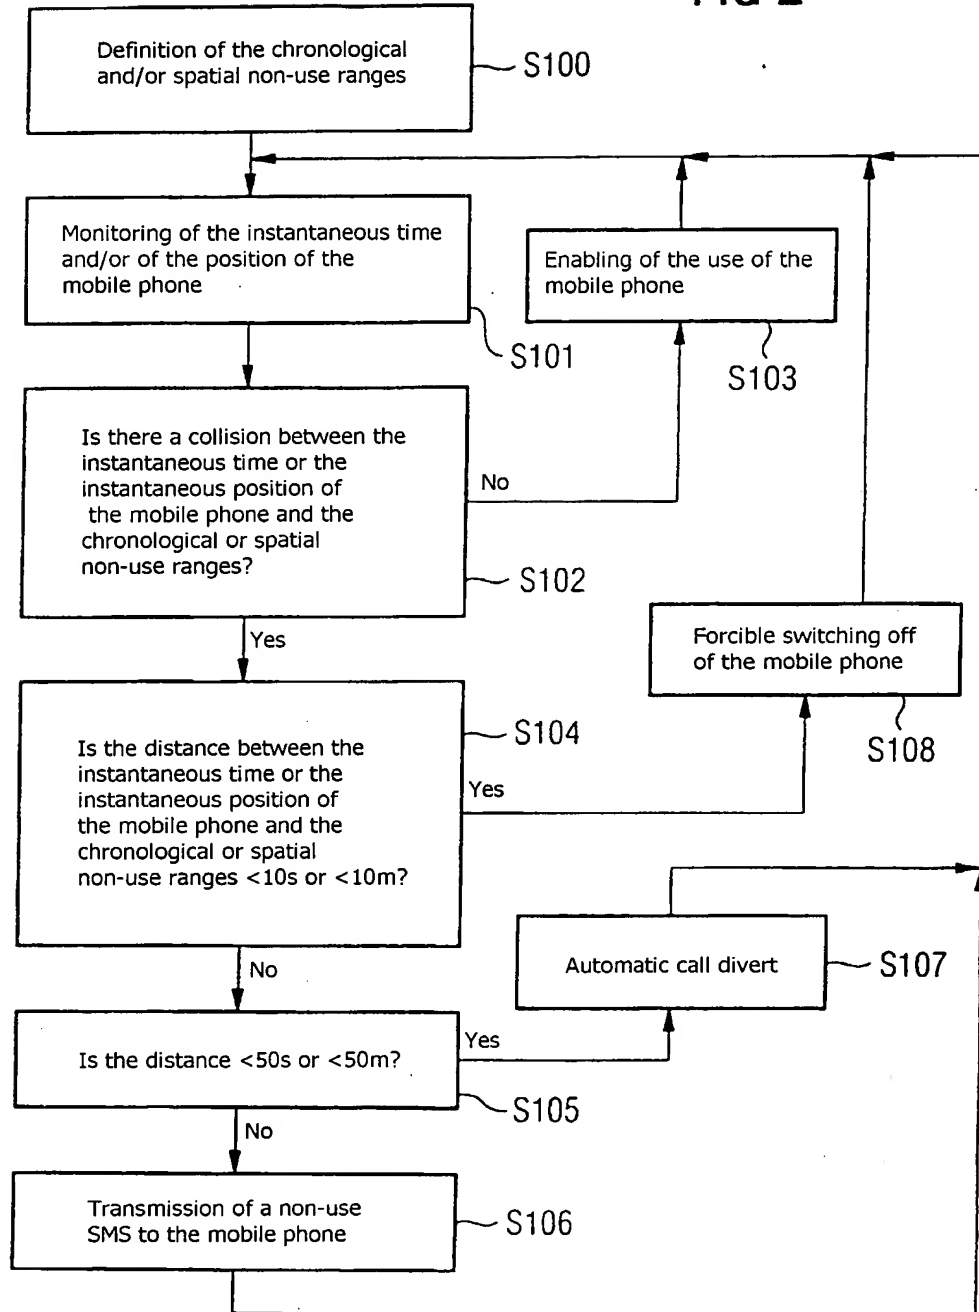 Definition of the chronological
and/or spatial non-use ranges
S100
Monitoring of the instantaneous time
and/or of the position of the
mobile phone
S101
Enabling of the use of the
mobile phone
S103
Is there a collision between the
instantaneous time or the
instantaneous position of
the mobile phone and the
chronological or spatial
non-use ranges?
No
S102
Yes
Forcible switching off
of the mobile phone
S108
Is the distance between the
instantaneous time or the
instantaneous position of
the mobile phone and the
chronological or spatial
non-use ranges <10s or <10m?
S104
Yes
No
Automatic call divert
S107
Is the distance <50s or <50m?
Yes
S105
No
Transmission of a non-use
SMS to the mobile phone
S106